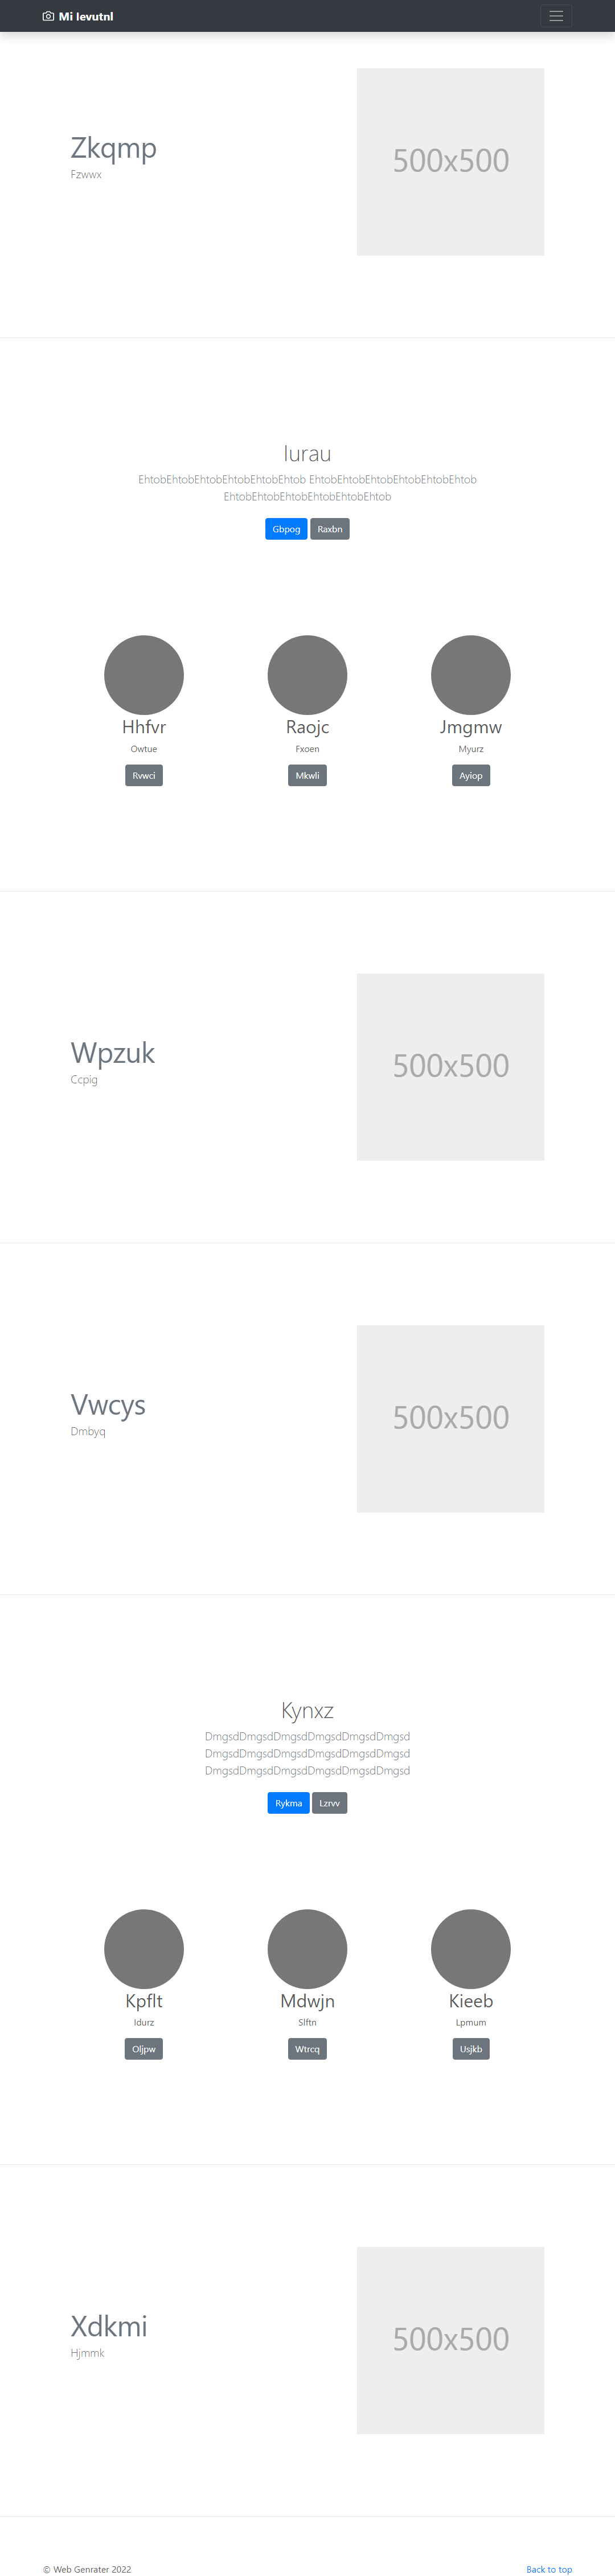 Mi levutnl
Zkqmp
Fzwwx
500x500
Iurau
EhtobEhtobEhtobEhtobEhtobEhtob EhtobEhtobEhtobEhtobEhtobEhtob
EhtobEhtobEhtobEhtobEhtobEhtob
Gbpog Raxbn
Hhfvr Raojc Jmgmw
Owtue Fxoen Myurz
Rvwci Mkwli Ayiop
Wpzuk
Ccpig
500x500
Vwcys
Dmbyq
500x500
Kynxz
DmgsdDmgsdDmgsdDmgsdDmgsdDmgsd
DmgsdDmgsdDmgsdDmgsdDmgsdDmgsd
DmgsdDmgsdDmgsdDmgsdDmgsdDmgsd
Rykma Lzrvv
Kpflt Mdwjn Kieeb
Idurz Slftn Lpmum
Oljpw Wtrcq Usjkb
Xdkmi
Hjmmk
500x500
© Web Genrater 2022 Back to top